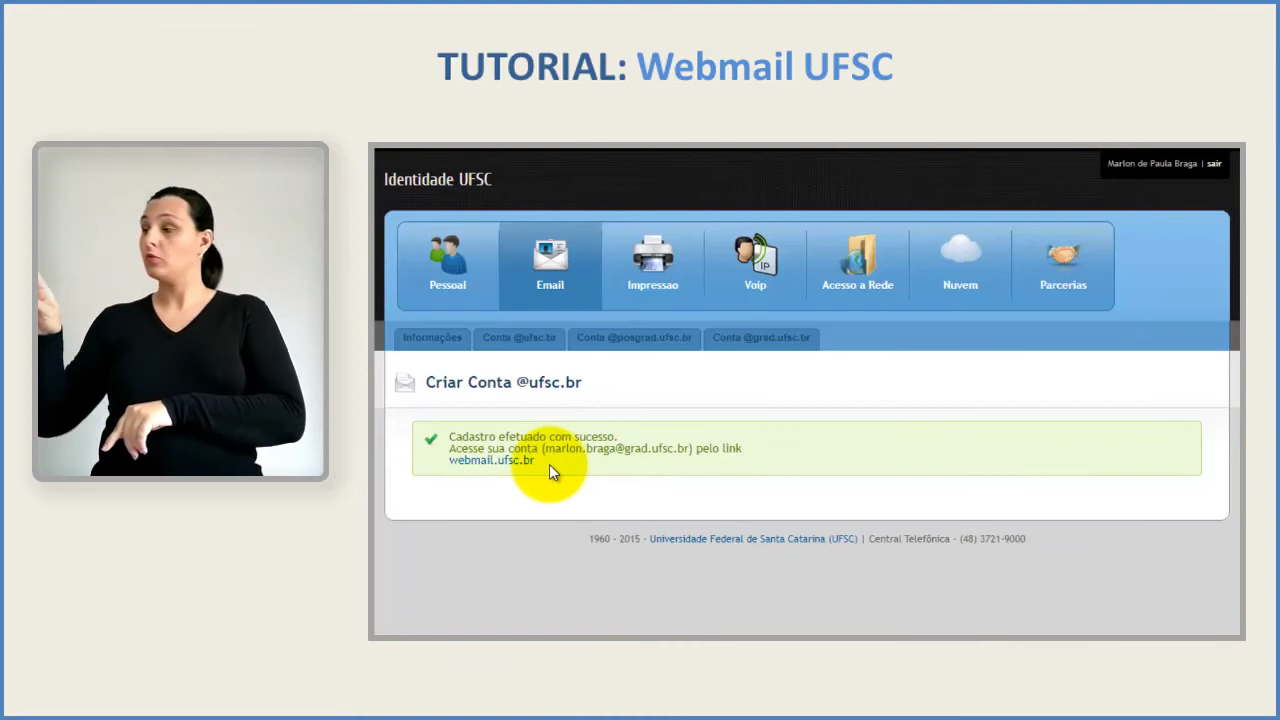 TUTORIAL: Webmail UFSC
Marlon de Paula Braga | sair
Identidade UFSC
Pessoal
Email
IP
Impressao
Voip
Acesso a Rede
Nuvem
Parcerias
Informações
Conta @ufsc.br
Conta @posgrad.ufsc.br
Conta @grad.ufsc.br
Criar Conta @ufsc.br
Cadastro efetuado com sucesso.
Acesse sua conta (marlon.braga@grad.ufsc.br) pelo link
webmail.ufsc.br
1960 - 2015 - Universidade Federal de Santa Catarina (UFSC) | Central Telefônica - (48) 3721-9000